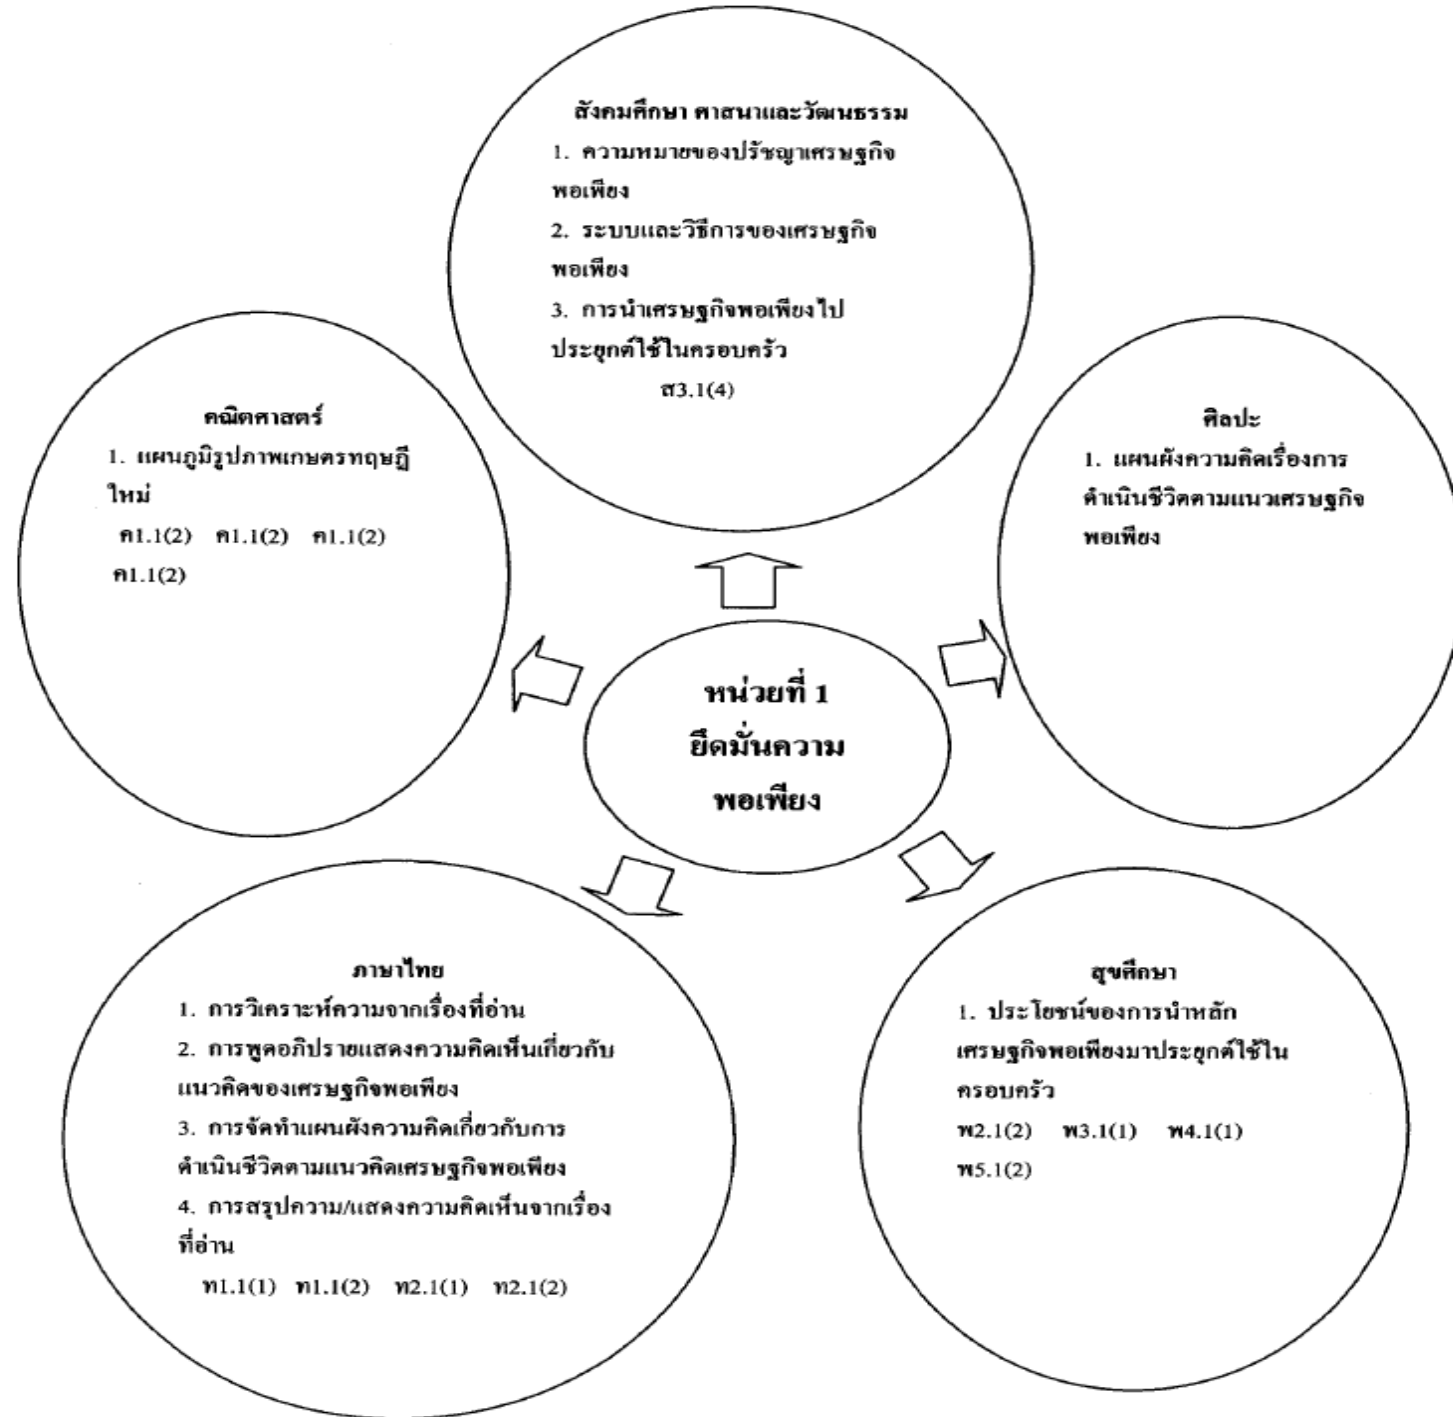 สังคมศึกษา ศาสนาและวัฒนธรรม
1. ความหมายของปรัชญาเศรษฐกิจ
พอเพียง
2. ระบบและวิธีการของเศรษฐกิจ
พอเพียง
3. การนำเศรษฐกิจพอเพียงไป
ประยุกต์ใช้ในครอบครัว
ส3.1(4)
คณิตศาสตร์
1. แผนภูมิรูปภาพเกษตรทฤษฎี
ใหม่
ค1.1(2) ค1.1(2) ค1.1(2)
ค1.1(2)
ศิลปะ
1. แผนผังความคิดเรื่องการ
ดำเนินชีวิตตามแนวเศรษฐกิจ
พอเพียง
หน่วยที่ 1
ยึดมั่นความ
พอเพียง
ภาษาไทย
1. การวิเคราะห์ความจากเรื่องที่อ่าน
2. การพูดอภิปรายแสดงความคิดเห็นเกี่ยวกับ
แนวคิดของเศรษฐกิจพอเพียง
3. การจัดทำแผนผังความคิดเกี่ยวกับการ
ดำเนินชีวิตตามแนวคิดเศรษฐกิจพอเพียง
4. การสรุปความ/แสดงความคิดเห็นจากเรื่อง
ที่อ่าน
ท1.1(1) ท1.1(2) ท2.1(1) ท2.1(2)
สุขศึกษา
1. ประโยชน์ของการนำหลัก
เศรษฐกิจพอเพียงมาประยุกต์ใช้ใน
ครอบครัว
พ2.1(2) พ3.1(1) พ4.1(1)
พ5.1(2)